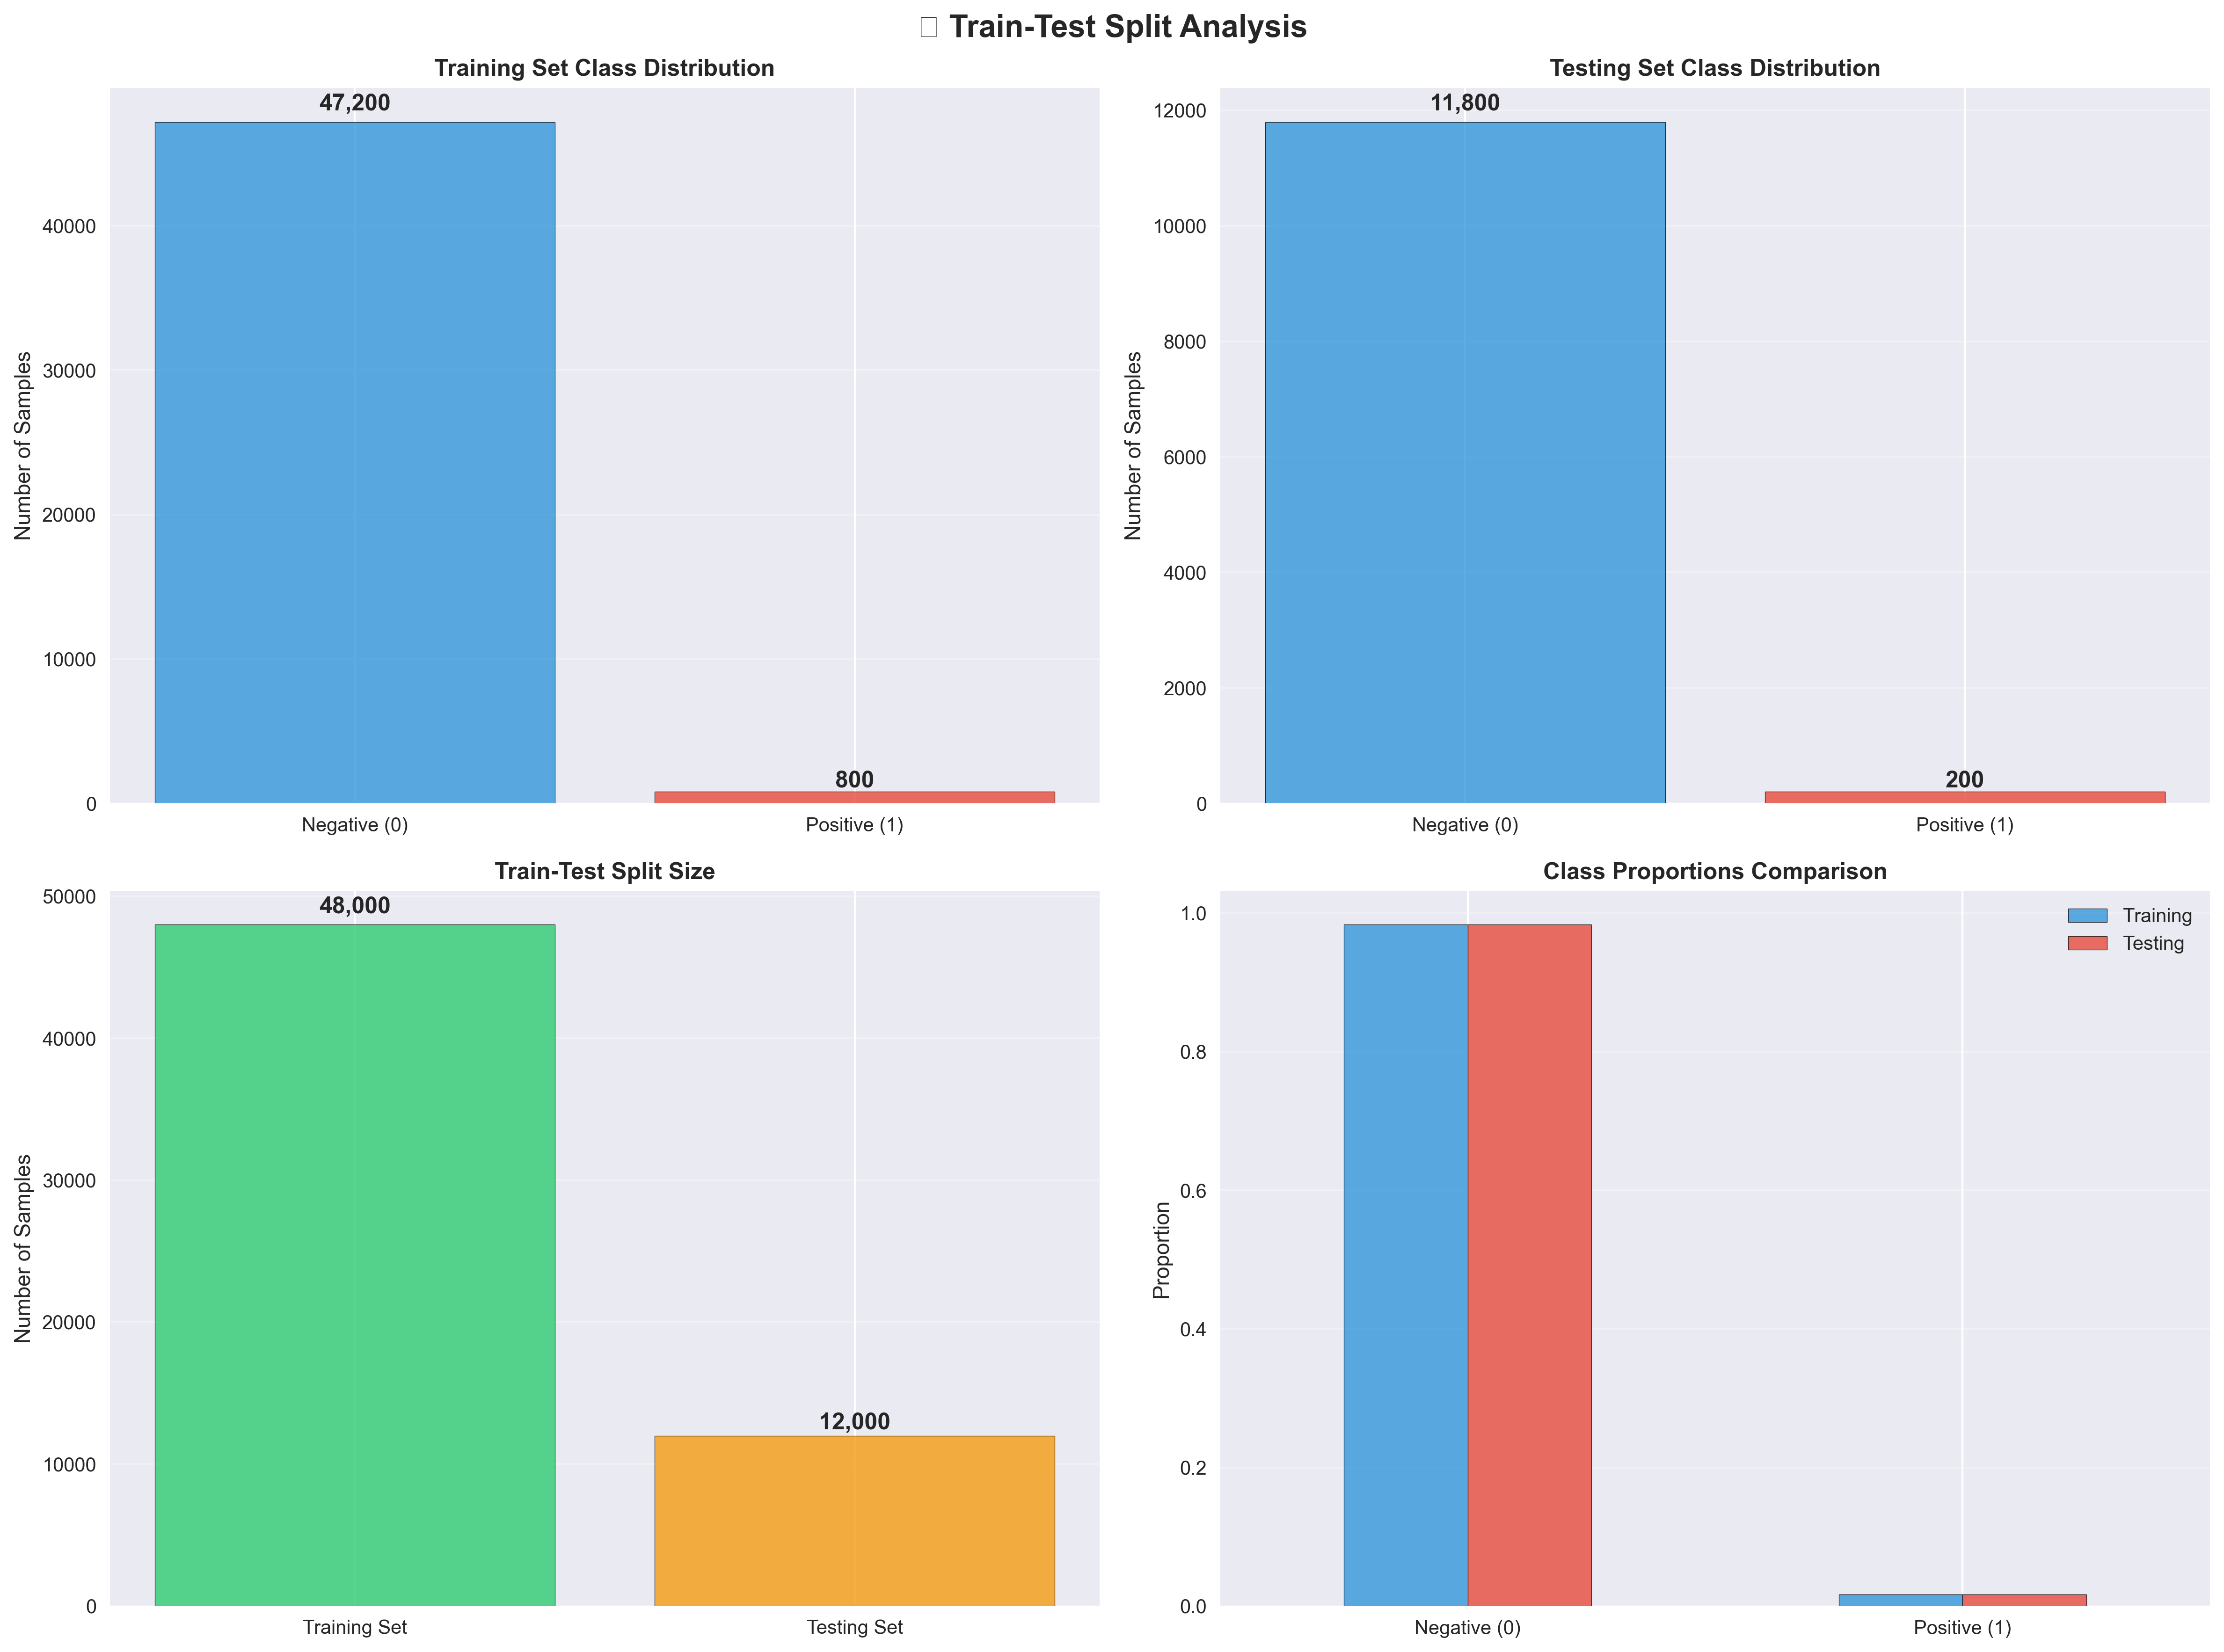 Train-Test Split Analysis
Training Set Class Distribution
47,200
40000
30000
20000
10000
0
800
Negative (0)
Positive (1)
Number of Samples
Testing Set Class Distribution
11,800
12000
10000
8000
6000
4000
2000
0
200
Negative (0)
Positive (1)
Number of Samples
Train-Test Split Size
50000
48,000
40000
30000
20000
12,000
10000
0
Training Set
Testing Set
Number of Samples
Class Proportions Comparison
1.0
0.8
0.6
0.4
0.2
0.0
Training
Testing
Negative (0)
Positive (1)
Proportion